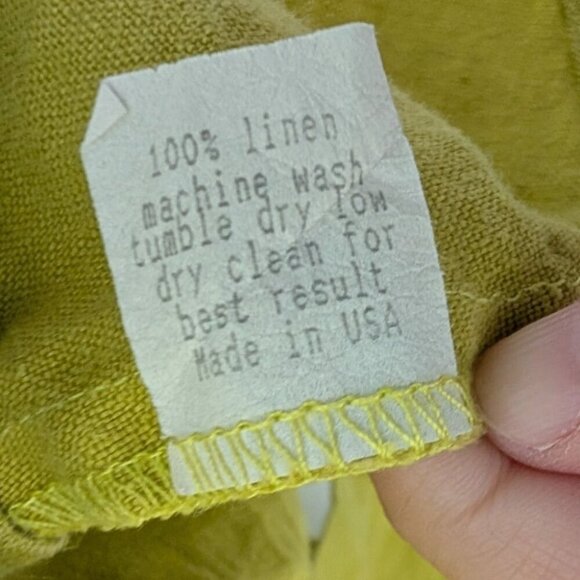 100% linen
machine wash
tumble dry low
dry clean for
best result
Made in USA